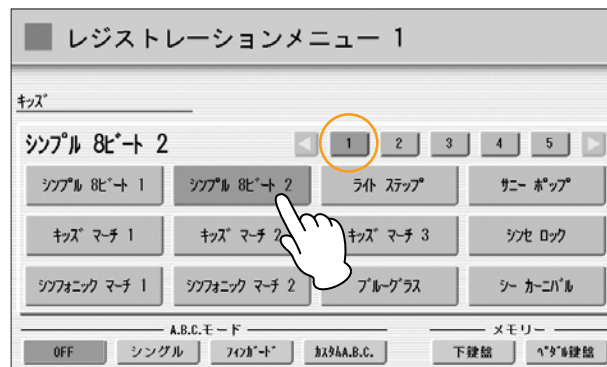 レジストレーションメニュー 1
キッズ
シンプル 8ビート 2
1 2 3 4 5
シンプル 8ビート 1 シンプル 8ビート 2 ライト ステップ サニー ポップ
キッズ マーチ 1 キッズ マーチ 2 キッズ マーチ 3 シンセ ロック
シンフォニック マーチ 1 シンフォニック マーチ 2 ブルーグラス シー カーニバル
A.B.C.モード メモリー
OFF シングル フィンガード カスタムA.B.C. 下鍵盤 ペダル鍵盤